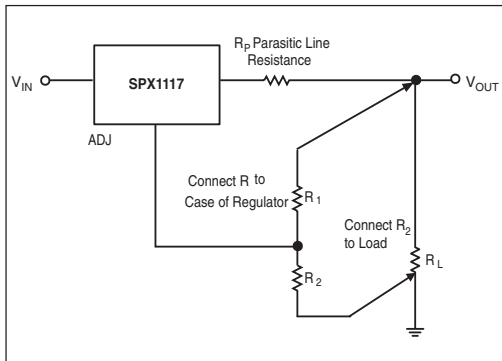 R_P Parasitic Line
Resistance
V_IN
SPX1117
V_OUT
ADJ
Connect R to
Case of Regulator
R_1
Connect R_2
to Load
R_2
R_L